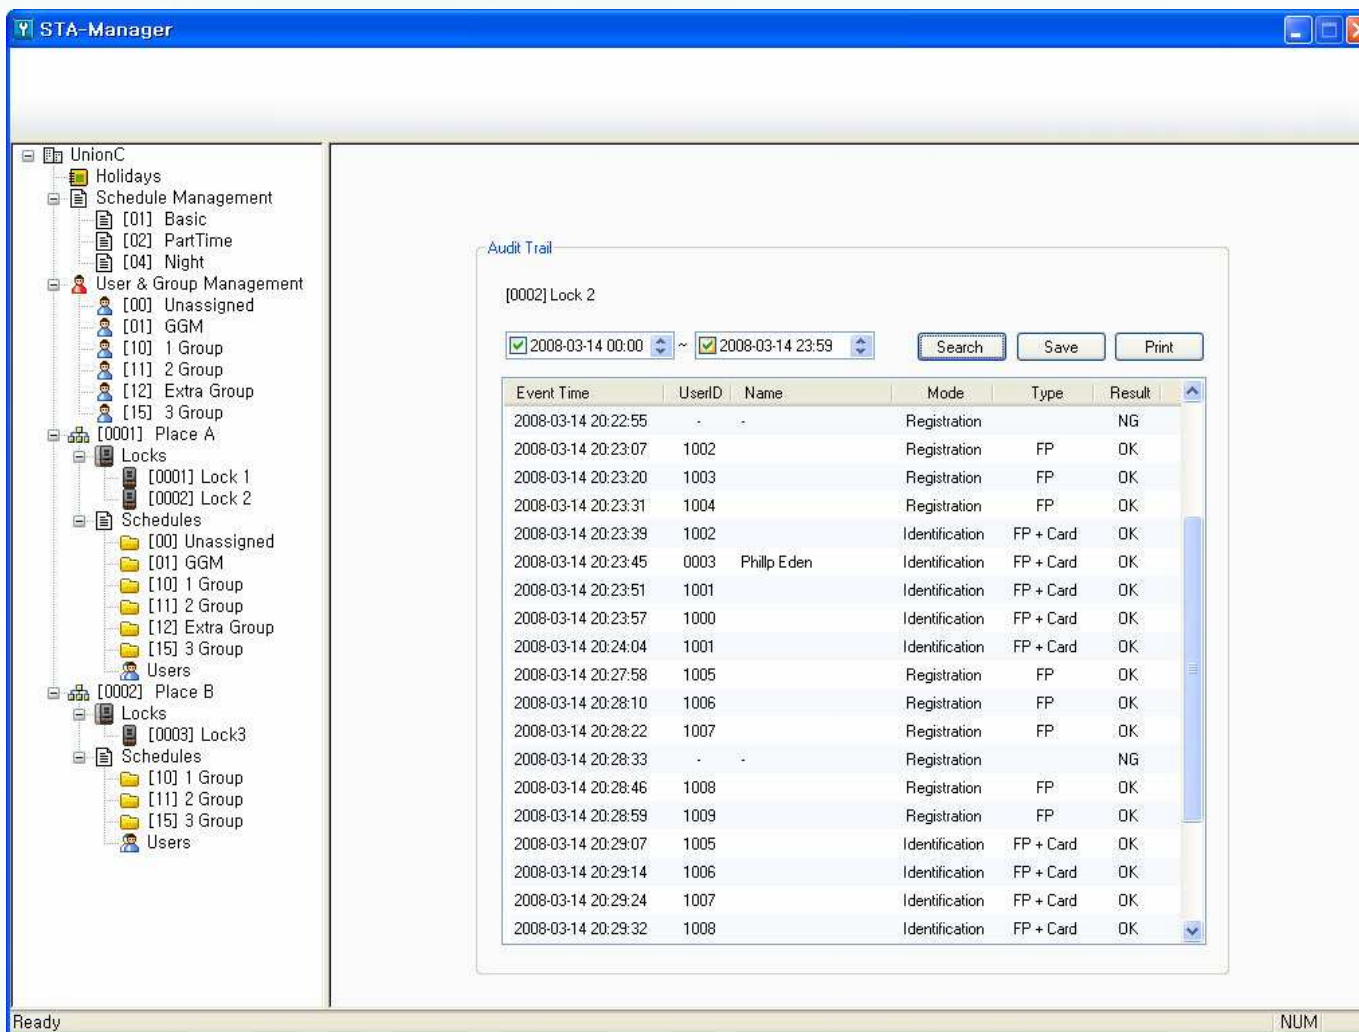 STA-Manager
UnionC
Holidays
Schedule Management
[01] Basic
[02] PartTime
[04] Night
User & Group Management
[00] Unassigned
[01] GGM
[10] 1 Group
[11] 2 Group
[12] Extra Group
[15] 3 Group
[0001] Place A
Locks
[0001] Lock 1
[0002] Lock 2
Schedules
[00] Unassigned
[01] GGM
[10] 1 Group
[11] 2 Group
[12] Extra Group
[15] 3 Group
Users
[0002] Place B
Locks
[0003] Lock3
Schedules
[10] 1 Group
[11] 2 Group
[15] 3 Group
Users
Audit Trail
[0002] Lock 2
2008-03-14 00:00 ~ 2008-03-14 23:59 Search Save Print
Event Time UserID Name Mode Type Result
2008-03-14 20:22:55 - - Registration NG
2008-03-14 20:23:07 1002 Registration FP OK
2008-03-14 20:23:20 1003 Registration FP OK
2008-03-14 20:23:31 1004 Registration FP OK
2008-03-14 20:23:39 1002 Identification FP + Card OK
2008-03-14 20:23:45 0003 Phillp Eden Identification FP + Card OK
2008-03-14 20:23:51 1001 Identification FP + Card OK
2008-03-14 20:23:57 1000 Identification FP + Card OK
2008-03-14 20:24:04 1001 Identification FP + Card OK
2008-03-14 20:27:58 1005 Registration FP OK
2008-03-14 20:28:10 1006 Registration FP OK
2008-03-14 20:28:22 1007 Registration FP OK
2008-03-14 20:28:33 - - Registration NG
2008-03-14 20:28:46 1008 Registration FP OK
2008-03-14 20:28:59 1009 Registration FP OK
2008-03-14 20:29:07 1005 Identification FP + Card OK
2008-03-14 20:29:14 1006 Identification FP + Card OK
2008-03-14 20:29:24 1007 Identification FP + Card OK
2008-03-14 20:29:32 1008 Identification FP + Card OK
Ready NUM